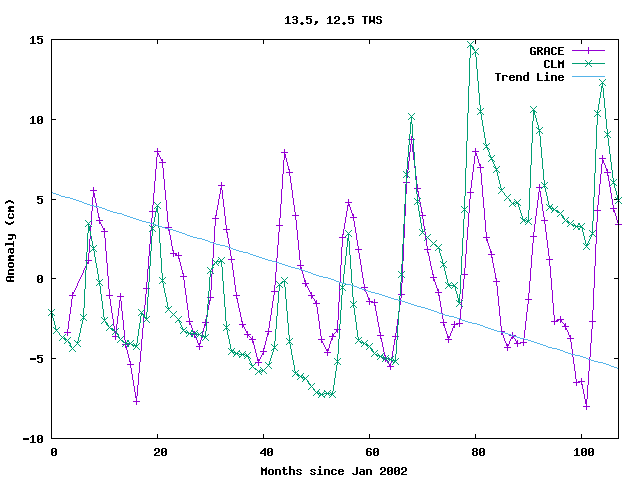 13.5, 12.5 TWS
GRACE
CLM
Trend Line
Anomaly (cm)
15
10
5
0
-5
-10
0 20 40 60 80 100
Months since Jan 2002